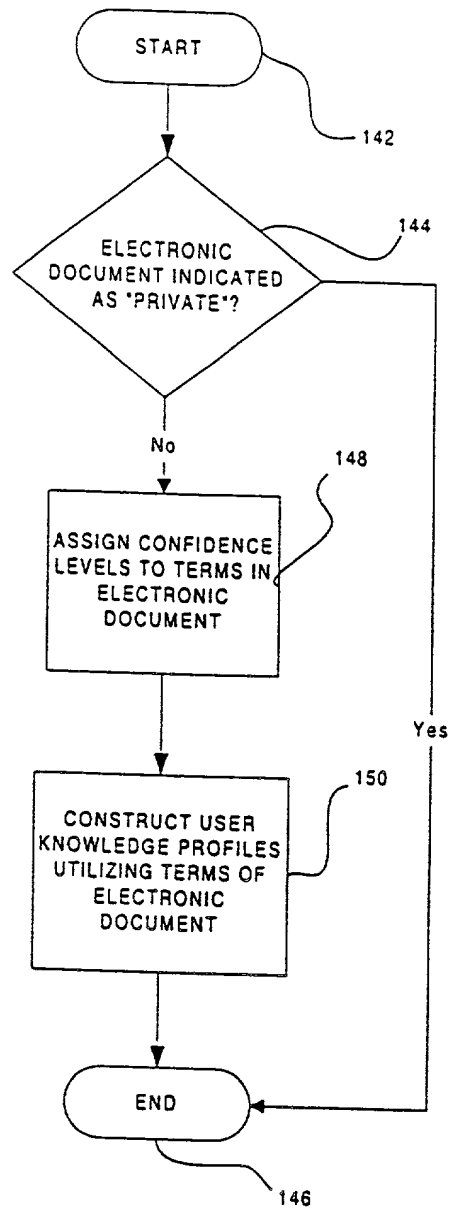 START
142
144
ELECTRONIC
DOCUMENT INDICATED
AS "PRIVATE"?
No
148
ASSIGN CONFIDENCE
LEVELS TO TERMS IN
ELECTRONIC
DOCUMENT
Yes
150
CONSTRUCT USER
KNOWLEDGE PROFILES
UTILIZING TERMS OF
ELECTRONIC
DOCUMENT
END
146